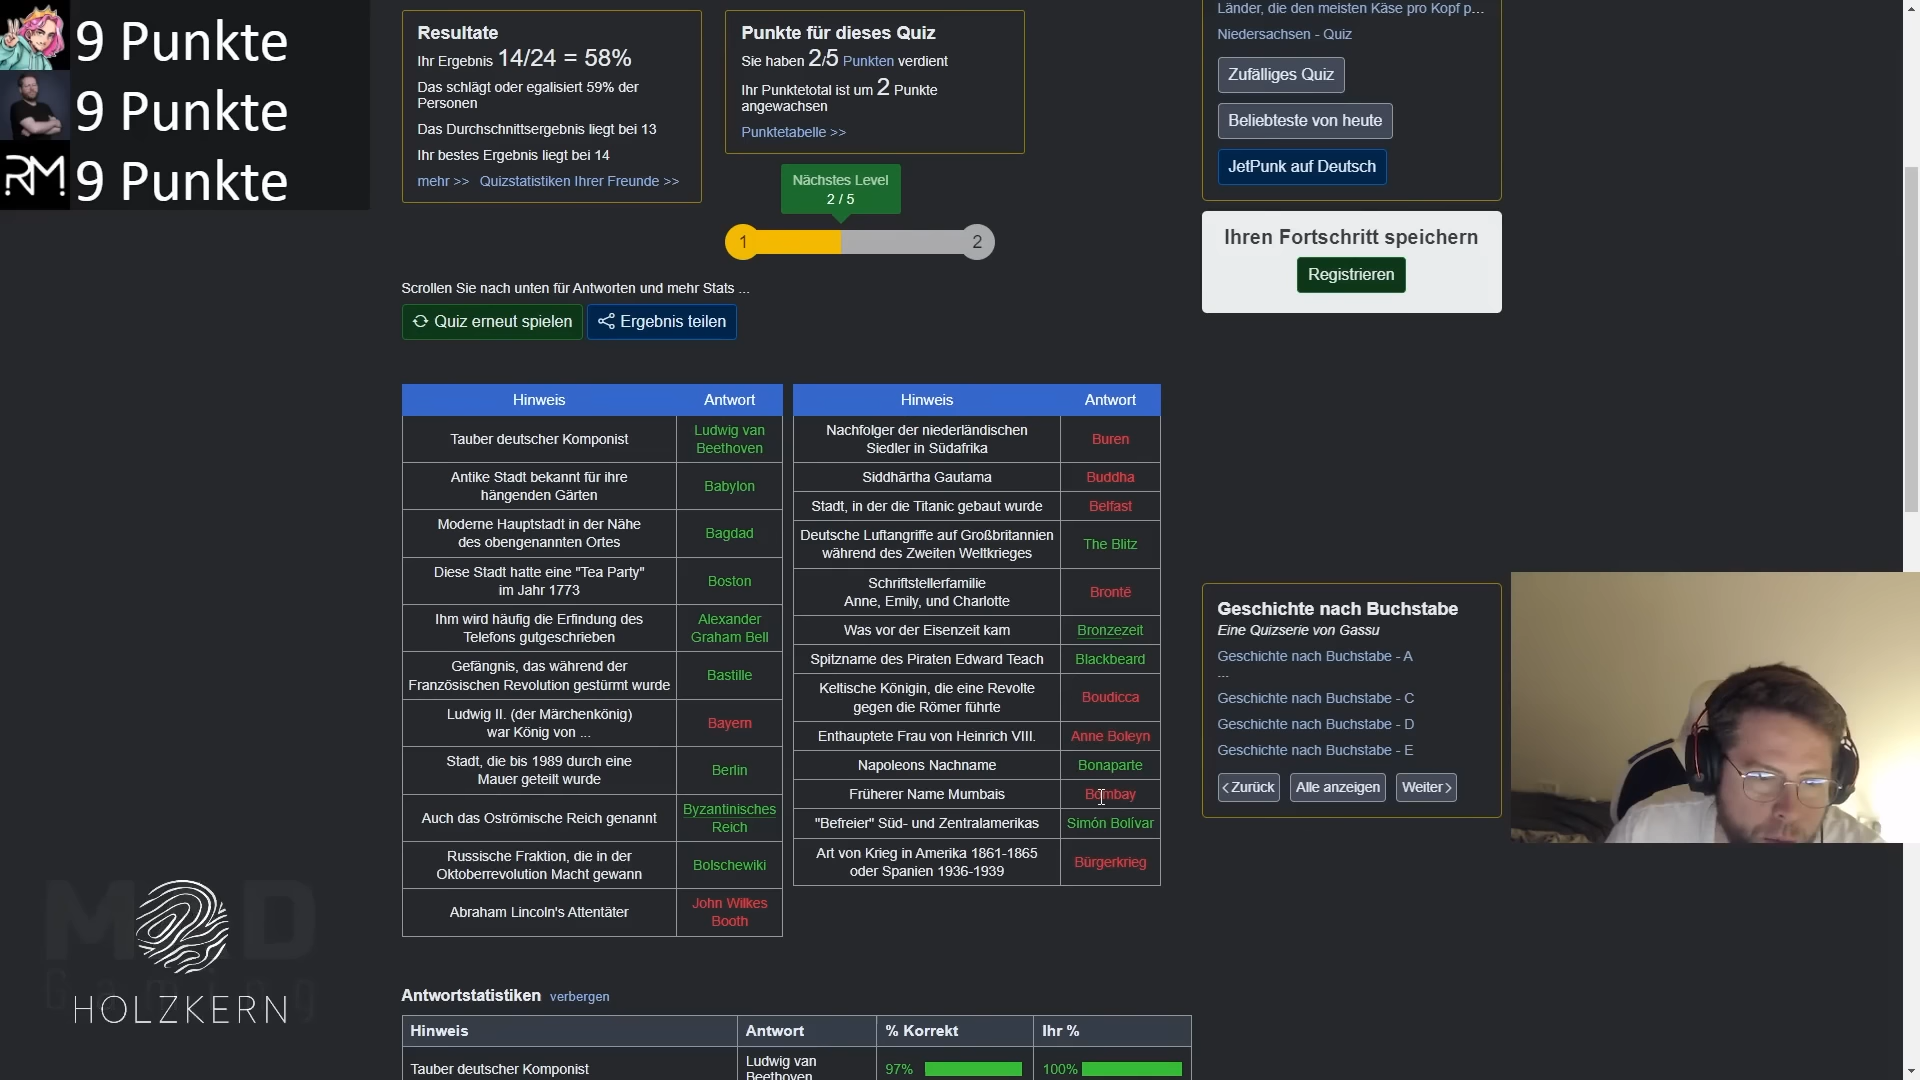 9 Punkte
9 Punkte
RM 9 Punkte
Resultate
Ihr Ergebnis 14/24 = 58%
Das schlägt oder egalisiert 59% der
Personen
Das Durchschnittsergebnis liegt bei 13
Ihr bestes Ergebnis liegt bei 14
mehr >> Quizstatistiken Ihrer Freunde >>
Punkte für dieses Quiz
Sie haben 2/5 Punkten verdient
Ihr Punktetotal ist um 2 Punkte
angewachsen
Punktetabelle >>
Nächstes Level
2 / 5
1 2
Scrollen Sie nach unten für Antworten und mehr Stats ...
Quiz erneut spielen Ergebnis teilen
Hinweis Antwort
Tauber deutscher Komponist Ludwig van
Beethoven
Antike Stadt bekannt für ihre
hängenden Gärten Babylon
Moderne Hauptstadt in der Nähe
des obengenannten Ortes Bagdad
Diese Stadt hatte eine "Tea Party"
im Jahr 1773 Boston
Ihm wird häufig die Erfindung des
Telefons gutgeschrieben Alexander
Graham Bell
Gefängnis, das während der
Französischen Revolution gestürmt wurde Bastille
Ludwig II. (der Märchenkönig)
war König von ... Bayern
Stadt, die bis 1989 durch eine
Mauer geteilt wurde Berlin
Auch das Oströmische Reich genannt Byzantinisches
Reich
Russische Fraktion, die in der
Oktoberrevolution Macht gewann Bolschewiki
Abraham Lincoln's Attentäter John Wilkes
Booth
Hinweis Antwort
Nachfolger der niederländischen
Siedler in Südafrika Buren
Siddhārtha Gautama Buddha
Stadt, in der die Titanic gebaut wurde Belfast
Deutsche Luftangriffe auf Großbritannien
während des Zweiten Weltkrieges The Blitz
Schriftstellerfamilie
Anne, Emily, und Charlotte Brontë
Was vor der Eisenzeit kam Bronzezeit
Spitzname des Piraten Edward Teach Blackbeard
Keltische Königin, die eine Revolte
gegen die Römer führte Boudicca
Enthauptete Frau von Heinrich VIII. Anne Boleyn
Napoleons Nachname Bonaparte
Früherer Name Mumbais Bombay
"Befreier" Süd- und Zentralamerikas Simón Bolívar
Art von Krieg in Amerika 1861-1865
oder Spanien 1936-1939 Bürgerkrieg
Antwortstatistiken verbergen
Hinweis Antwort % Korrekt Ihr %
Tauber deutscher Komponist Ludwig van
Beethoven 97% 100%
Länder, die den meisten Käse pro Kopf p...
Niedersachsen - Quiz
Zufälliges Quiz
Beliebteste von heute
JetPunk auf Deutsch
Ihren Fortschritt speichern
Registrieren
Geschichte nach Buchstabe
Eine Quizserie von Gassu
Geschichte nach Buchstabe - A
...
Geschichte nach Buchstabe - C
Geschichte nach Buchstabe - D
Geschichte nach Buchstabe - E
‹ Zurück Alle anzeigen Weiter ›
MAD
Gaming
HOLZKERN